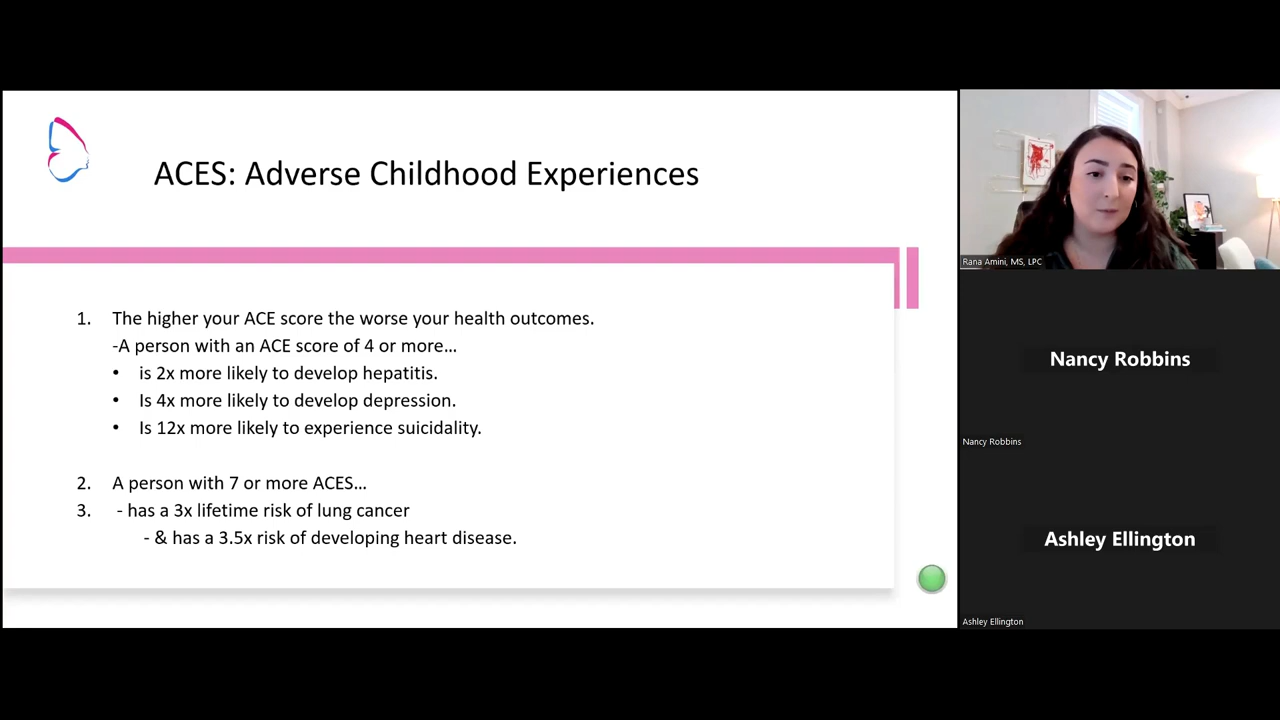 ACES: Adverse Childhood Experiences
1. The higher your ACE score the worse your health outcomes.
-A person with an ACE score of 4 or more...
• is 2x more likely to develop hepatitis.
• Is 4x more likely to develop depression.
• Is 12x more likely to experience suicidality.
2. A person with 7 or more ACES...
3. - has a 3x lifetime risk of lung cancer
- & has a 3.5x risk of developing heart disease.
Rana Amini, MS, LPC
Nancy Robbins
Nancy Robbins
Ashley Ellington
Ashley Ellington